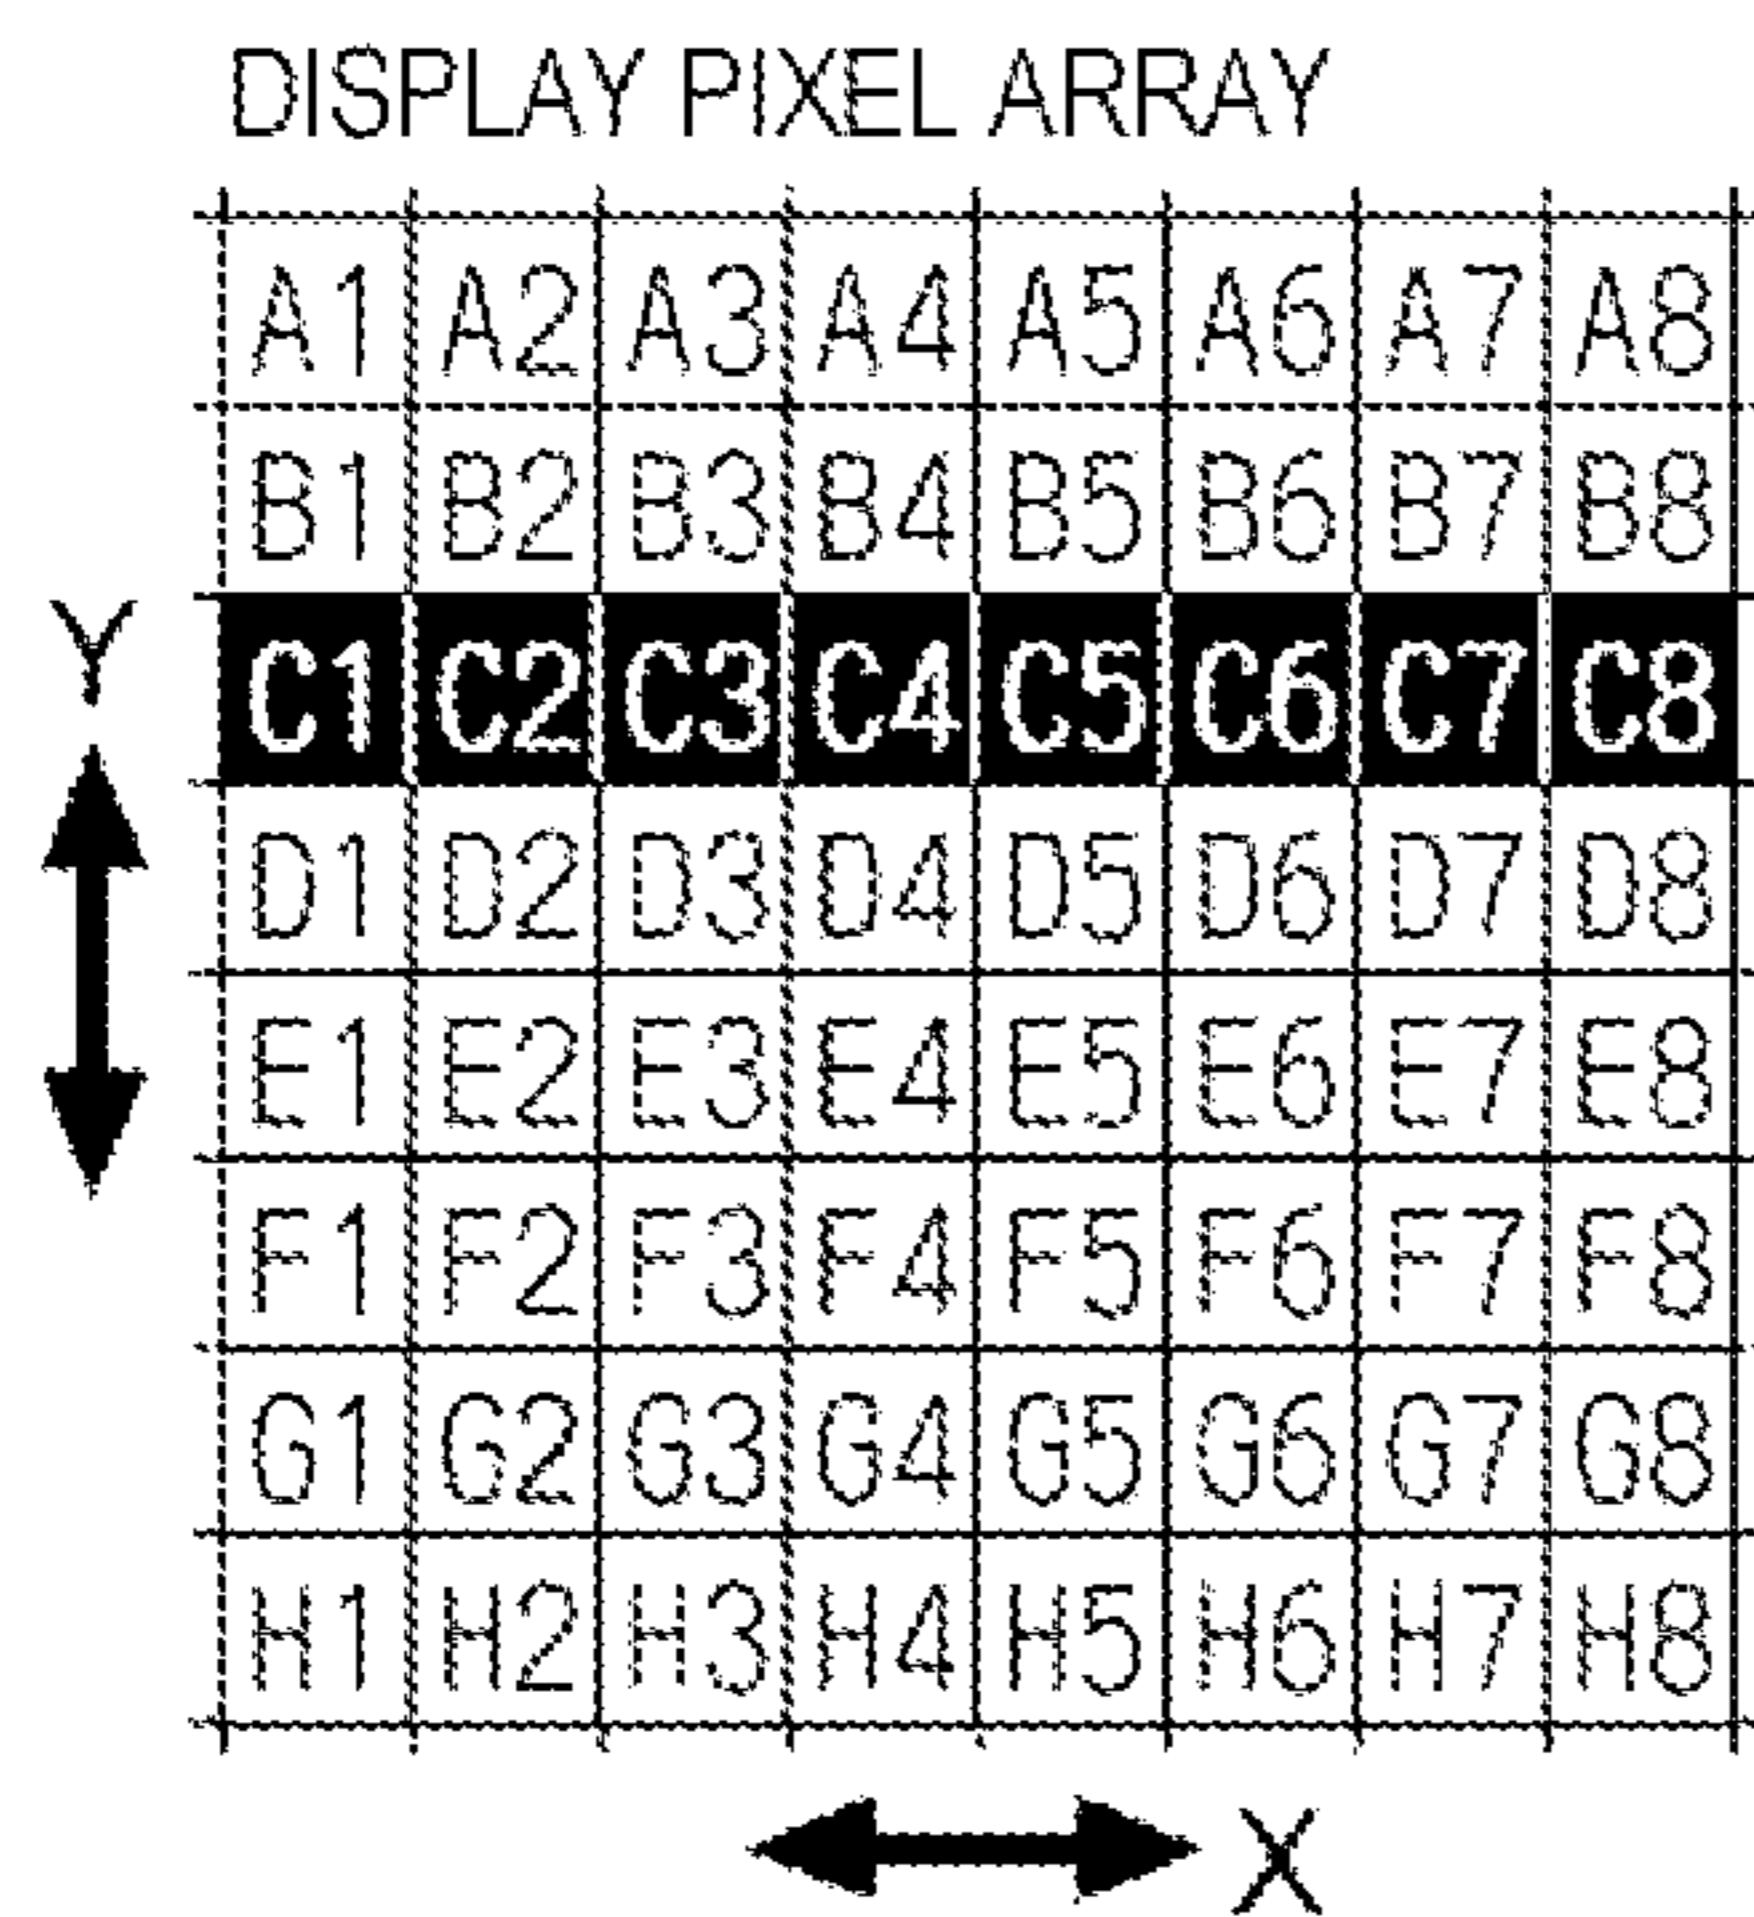 DISPLAY PIXEL ARRAY
A1 A2 A3 A4 A5 A6 A7 A8
B1 B2 B3 B4 B5 B6 B7 B8
Y
C1 C2 C3 C4 C5 C6 C7 C8
D1 D2 D3 D4 D5 D6 D7 D8
E1 E2 E3 E4 E5 E6 E7 E8
F1 F2 F3 F4 F5 F6 F7 F8
G1 G2 G3 G4 G5 G6 G7 G8
H1 H2 H3 H4 H5 H6 H7 H8
X